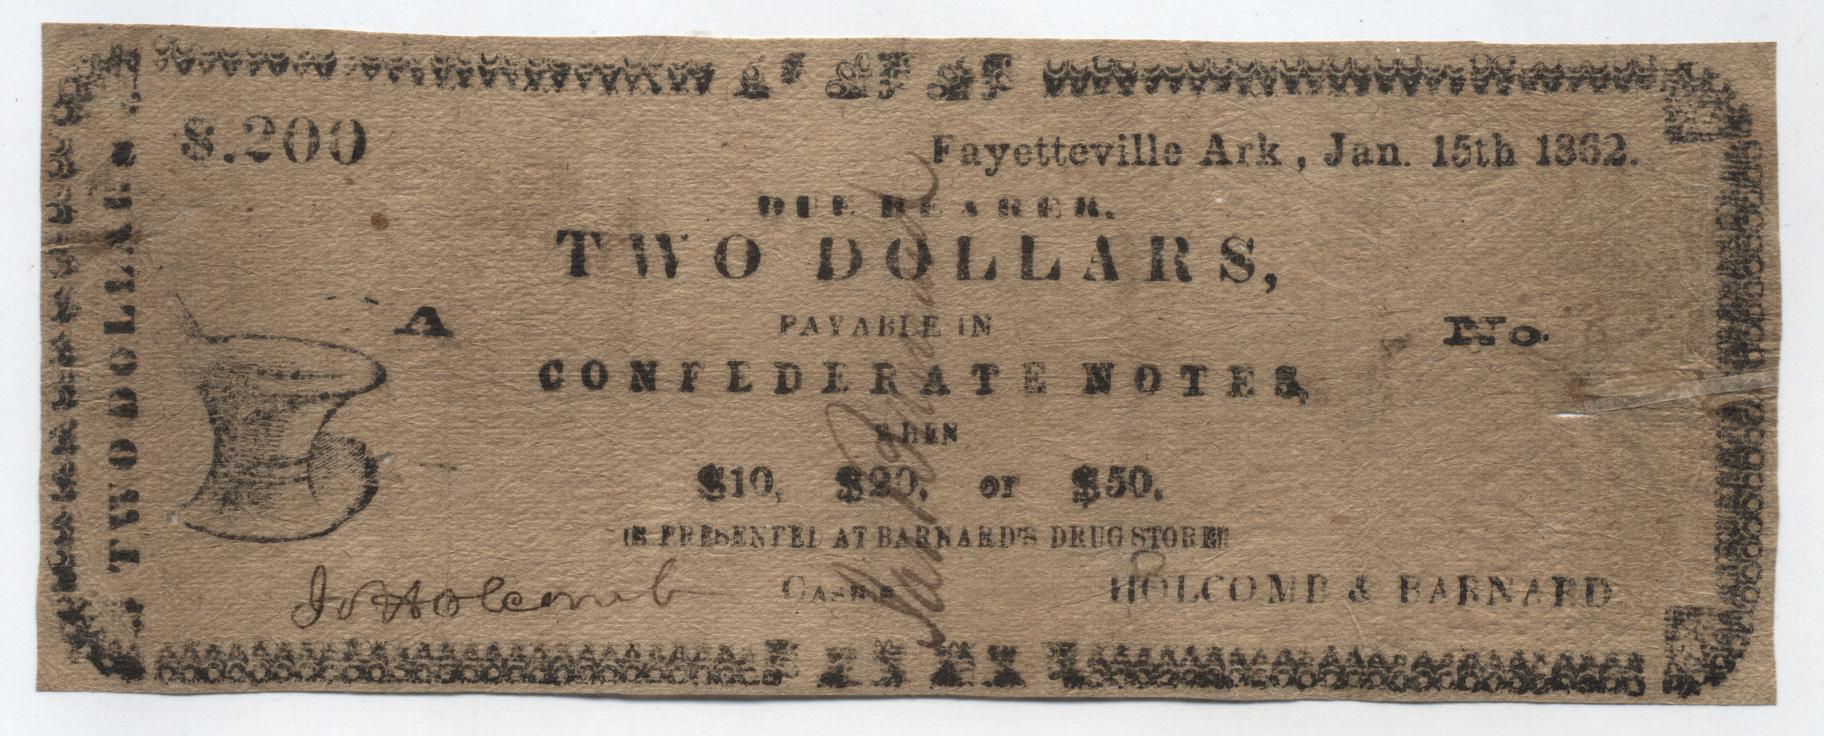 $.200
Fayetteville Ark, Jan. 15th 1862.
DUE BEARER.
TWO DOLLARS,
A
PAYABLE IN
No.
CONFEDERATE NOTES,
WHEN
$10, $20, or $50.
IS PRESENTED AT BARNARD'S DRUG STORE
Jo Holcomb
Cash'r
HOLCOMB & BARNARD
TWO DOLLARS